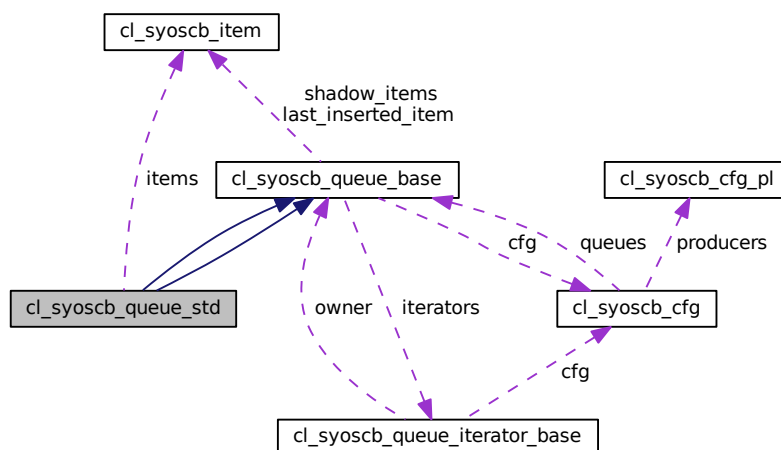 cl_syoscb_item
shadow_items
last_inserted_item
items
cl_syoscb_queue_base
cl_syoscb_cfg_pl
cfg
queues
producers
cl_syoscb_queue_std
owner
iterators
cl_syoscb_cfg
cfg
cl_syoscb_queue_iterator_base